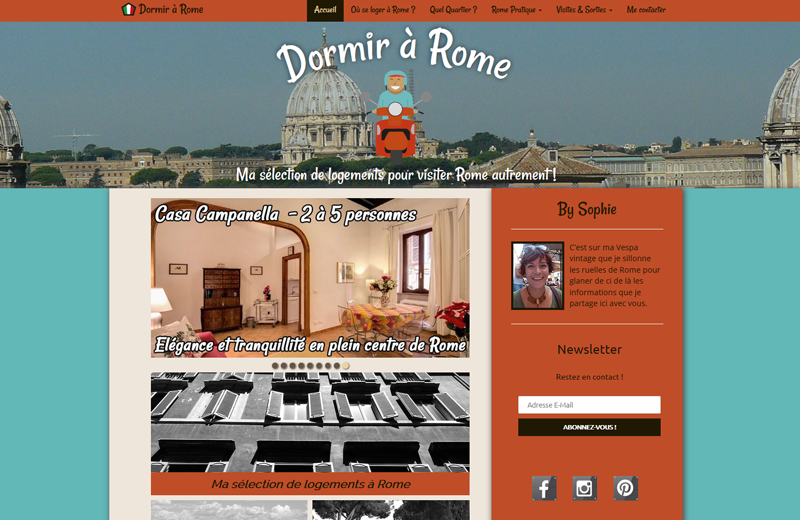 Dormir à Rome
Accueil
Où se loger à Rome ?
Quel Quartier ?
Rome Pratique
Visites & Sorties
Me contacter
Dormir à Rome
Ma sélection de logements pour visiter Rome autrement !
Casa Campanella - 2 à 5 personnes
Elégance et tranquillité en plein centre de Rome
Ma sélection de logements à Rome
By Sophie
C'est sur ma Vespa
vintage que je sillonne
les ruelles de Rome pour
glaner de ci de là les
informations que je
partage ici avec vous.
Newsletter
Restez en contact !
Adresse E-Mail
ABONNEZ-VOUS !